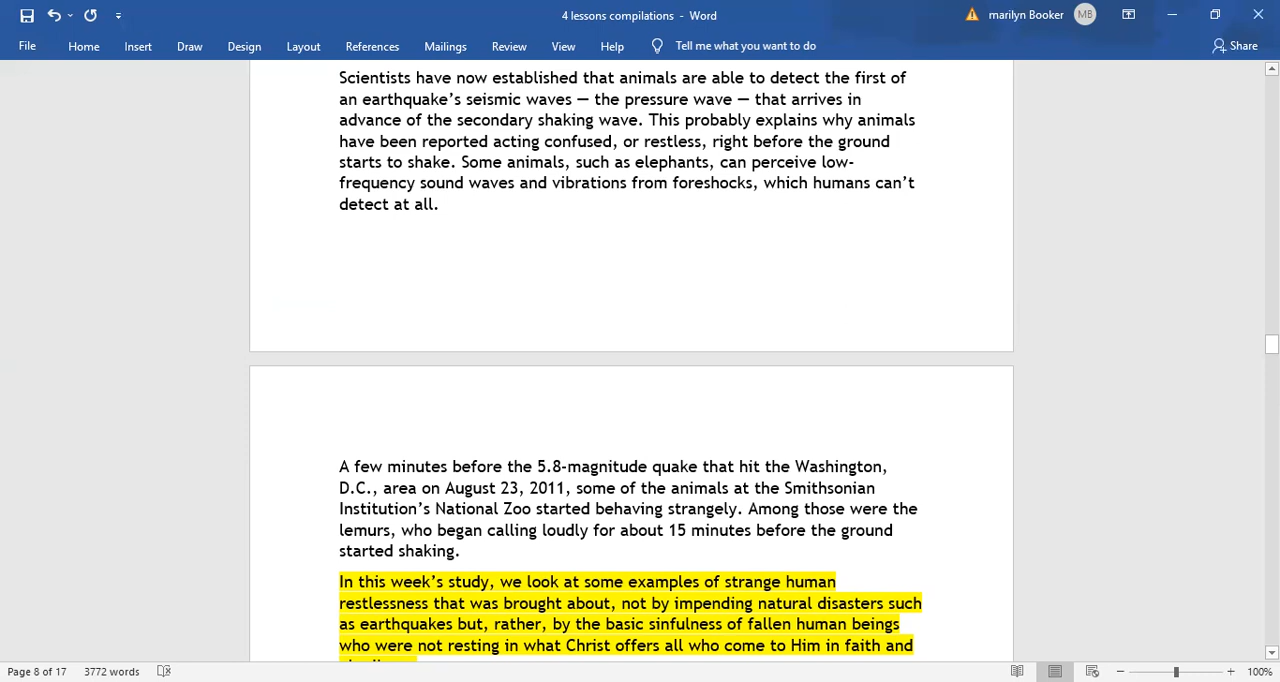 4 lessons compilations - Word
marilyn Booker MB
File Home Insert Draw Design Layout References Mailings Review View Help Tell me what you want to do Share
Scientists have now established that animals are able to detect the first of
an earthquake’s seismic waves — the pressure wave — that arrives in
advance of the secondary shaking wave. This probably explains why animals
have been reported acting confused, or restless, right before the ground
starts to shake. Some animals, such as elephants, can perceive low-
frequency sound waves and vibrations from foreshocks, which humans can’t
detect at all.
A few minutes before the 5.8-magnitude quake that hit the Washington,
D.C., area on August 23, 2011, some of the animals at the Smithsonian
Institution’s National Zoo started behaving strangely. Among those were the
lemurs, who began calling loudly for about 15 minutes before the ground
started shaking.
In this week’s study, we look at some examples of strange human
restlessness that was brought about, not by impending natural disasters such
as earthquakes but, rather, by the basic sinfulness of fallen human beings
who were not resting in what Christ offers all who come to Him in faith and
Page 8 of 17 3772 words 100%